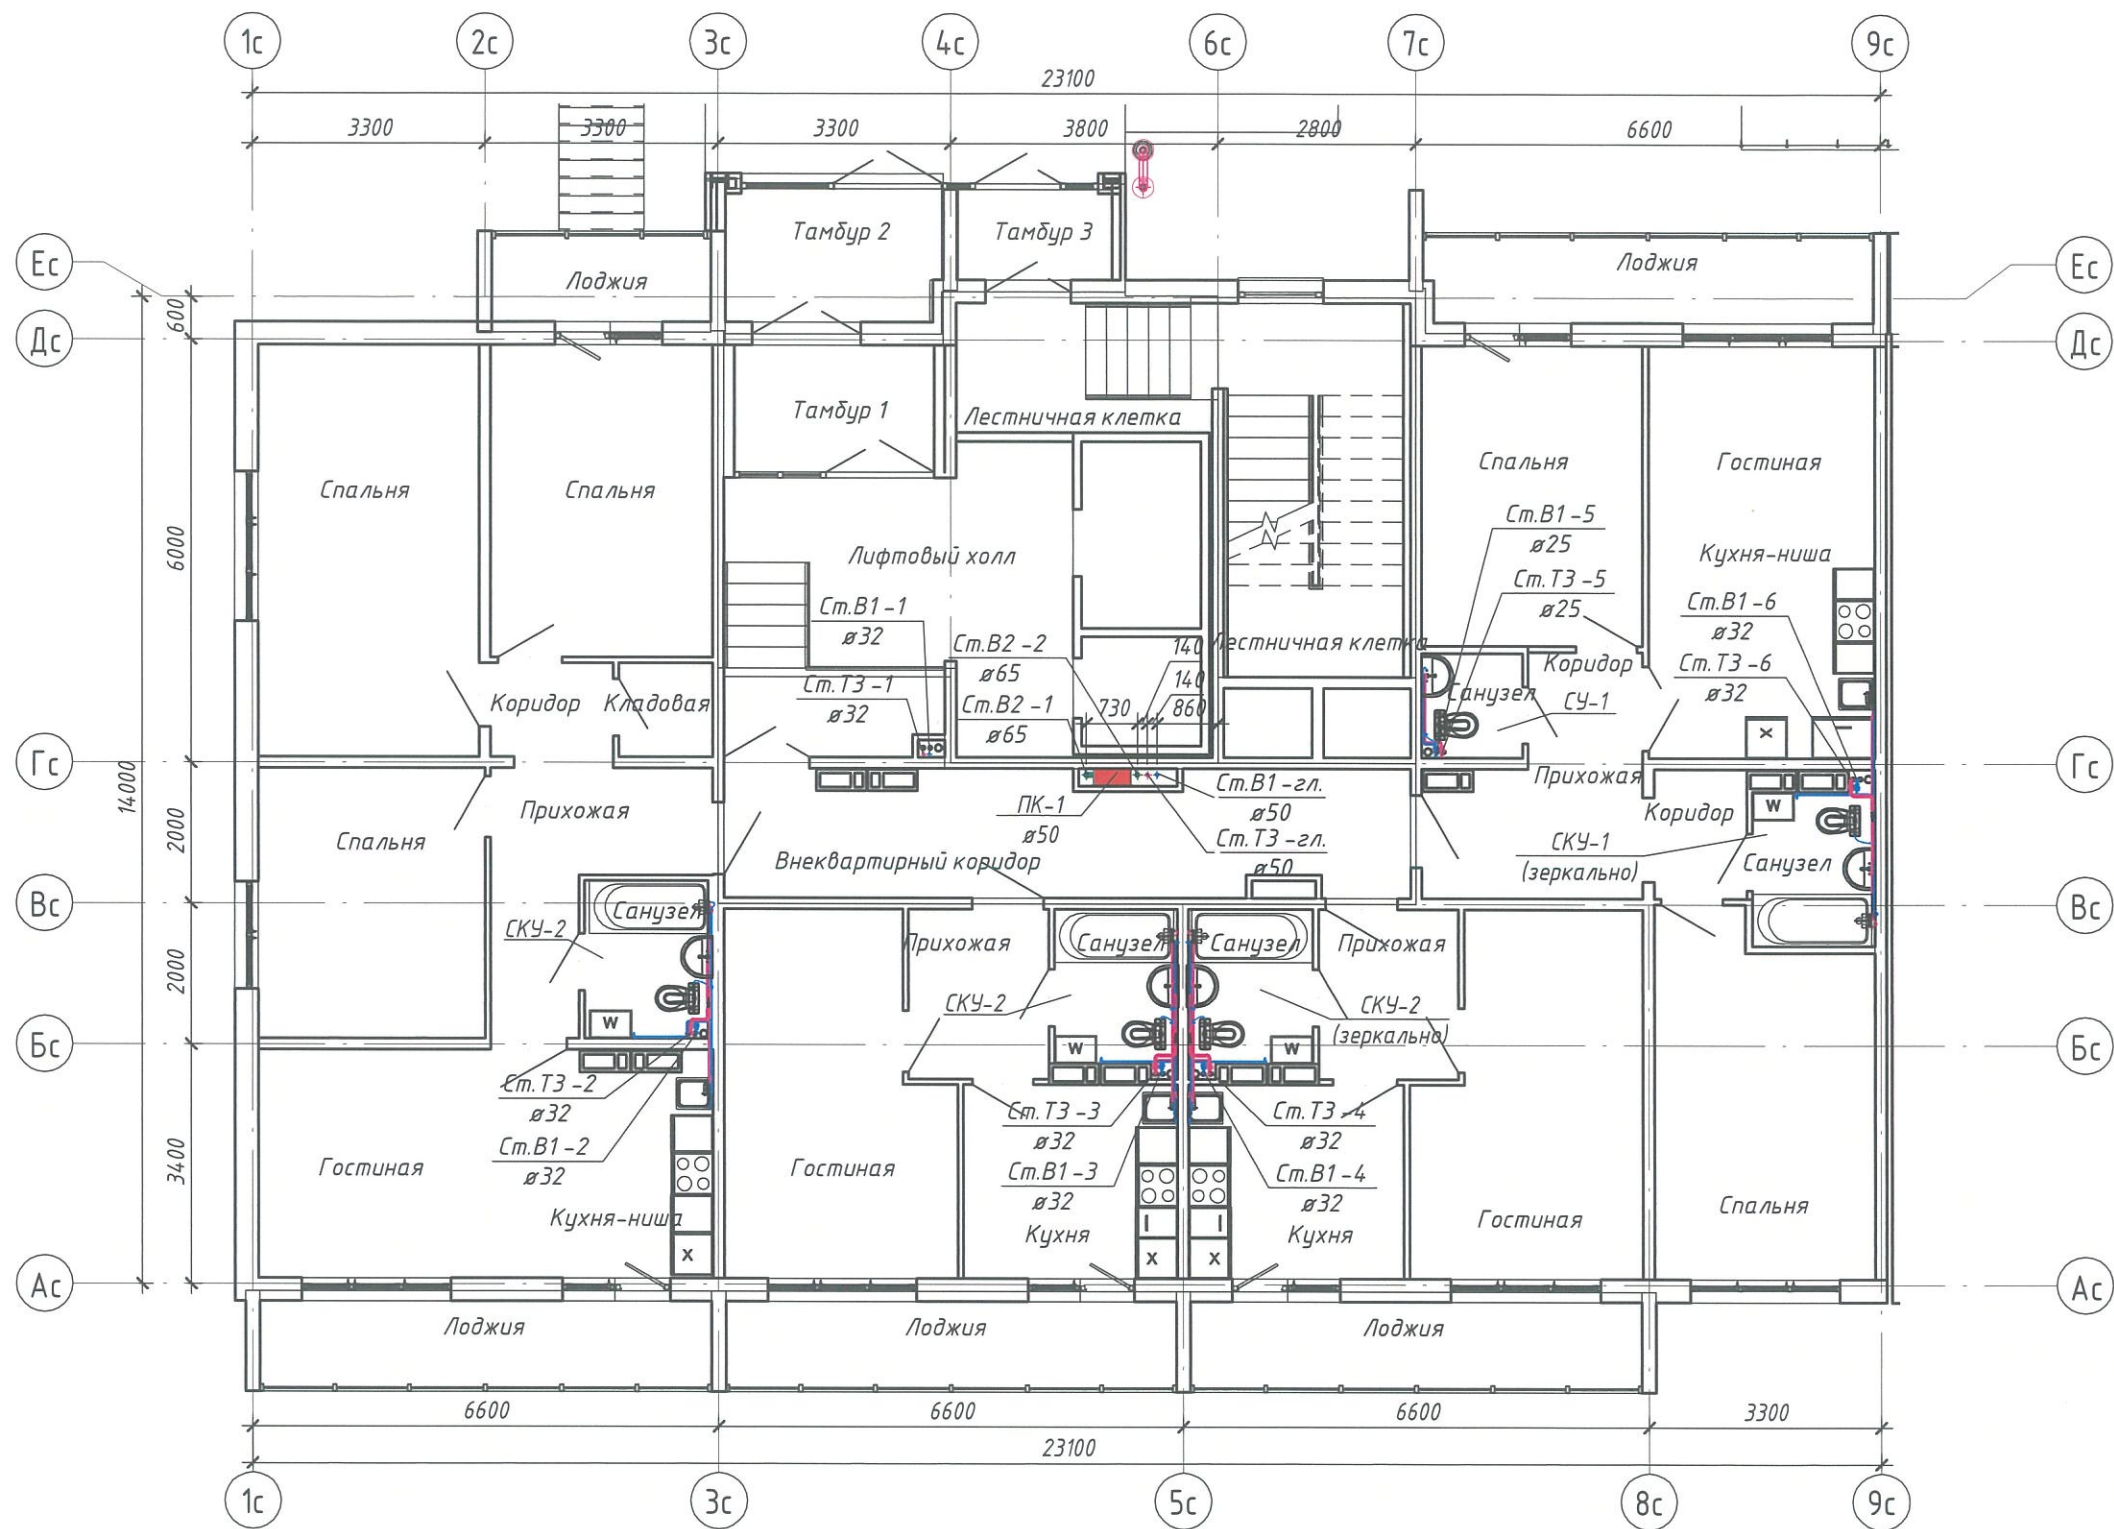 1с 2с 3с 4с 6с 7с 9с
23100
3300 3300 3300 3800 2800 6600
Тамбур 2 Тамбур 3
Ес Лоджия Лоджия Ес
600
Дс Дс
Тамбур 1 Лестничная клетка
Спальня Спальня Спальня Гостиная
Ст.В1-5
ø25
6000 Лифтовый холл Кухня-ниша
Ст.Т3-5
ø25
Ст.В1-1
ø32
Ст.В1-6
ø32
Ст.В2-2
ø65
140
Лестничная клетка
Коридор
Ст.Т3-6
ø32
Ст.Т3-1
ø32
140
Санузел
СУ-1
Коридор Кладовая
Ст.В2-1
ø65
730 860
X
Гс Гс
14000
Прихожая
ПК-1
ø50
Ст.В1-гл.
ø50
W
Прихожая
Коридор
2000 Спальня
Ст.Т3-гл.
ø50
СКУ-1
(зеркально)
Внеквартирный коридор
Санузел
Вс Вс
Санузел
СКУ-2
Прихожая Санузел Санузел Прихожая
2000
СКУ-2
СКУ-2
(зеркально)
W
Бс Бс
W W
Ст.Т3-2
ø32
Ст.Т3-3
ø32
Ст.Т3-4
ø32
Ст.В1-2
ø32
3400 Гостиная Гостиная
Ст.В1-3
ø32
Ст.В1-4
ø32
Кухня-ниша Кухня Кухня Гостиная Спальня
X X X
Ас Ас
Лоджия Лоджия Лоджия
6600 6600 6600 3300
23100
1с 3с 5с 8с 9с